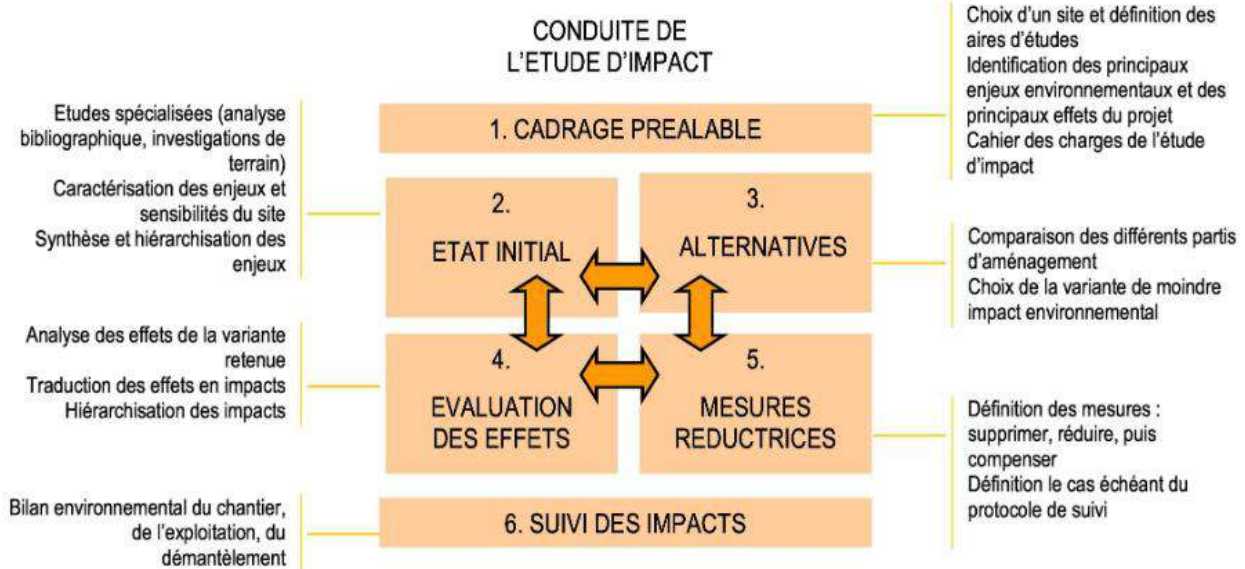 CONDUITE DE
L'ETUDE D'IMPACT
Choix d'un site et définition des
aires d'études
Identification des principaux
enjeux environnementaux et des
principaux effets du projet
Cahier des charges de l'étude
d'impact
1. CADRAGE PREALABLE
Etudes spécialisées (analyse
bibliographique, investigations de
terrain)
Caractérisation des enjeux et
sensibilités du site
Synthèse et hiérarchisation des
enjeux
2.
ETAT INITIAL
3.
ALTERNATIVES
Comparaison des différents partis
d'aménagement
Choix de la variante de moindre
impact environnemental
Analyse des effets de la variante
retenue
Traduction des effets en impacts
Hiérarchisation des impacts
4.
EVALUATION
DES EFFETS
5.
MESURES
REDUCTRICES
Définition des mesures :
supprimer, réduire, puis
compenser
Définition le cas échéant du
protocole de suivi
Bilan environnemental du chantier,
de l'exploitation, du
démantèlement
6. SUIVI DES IMPACTS